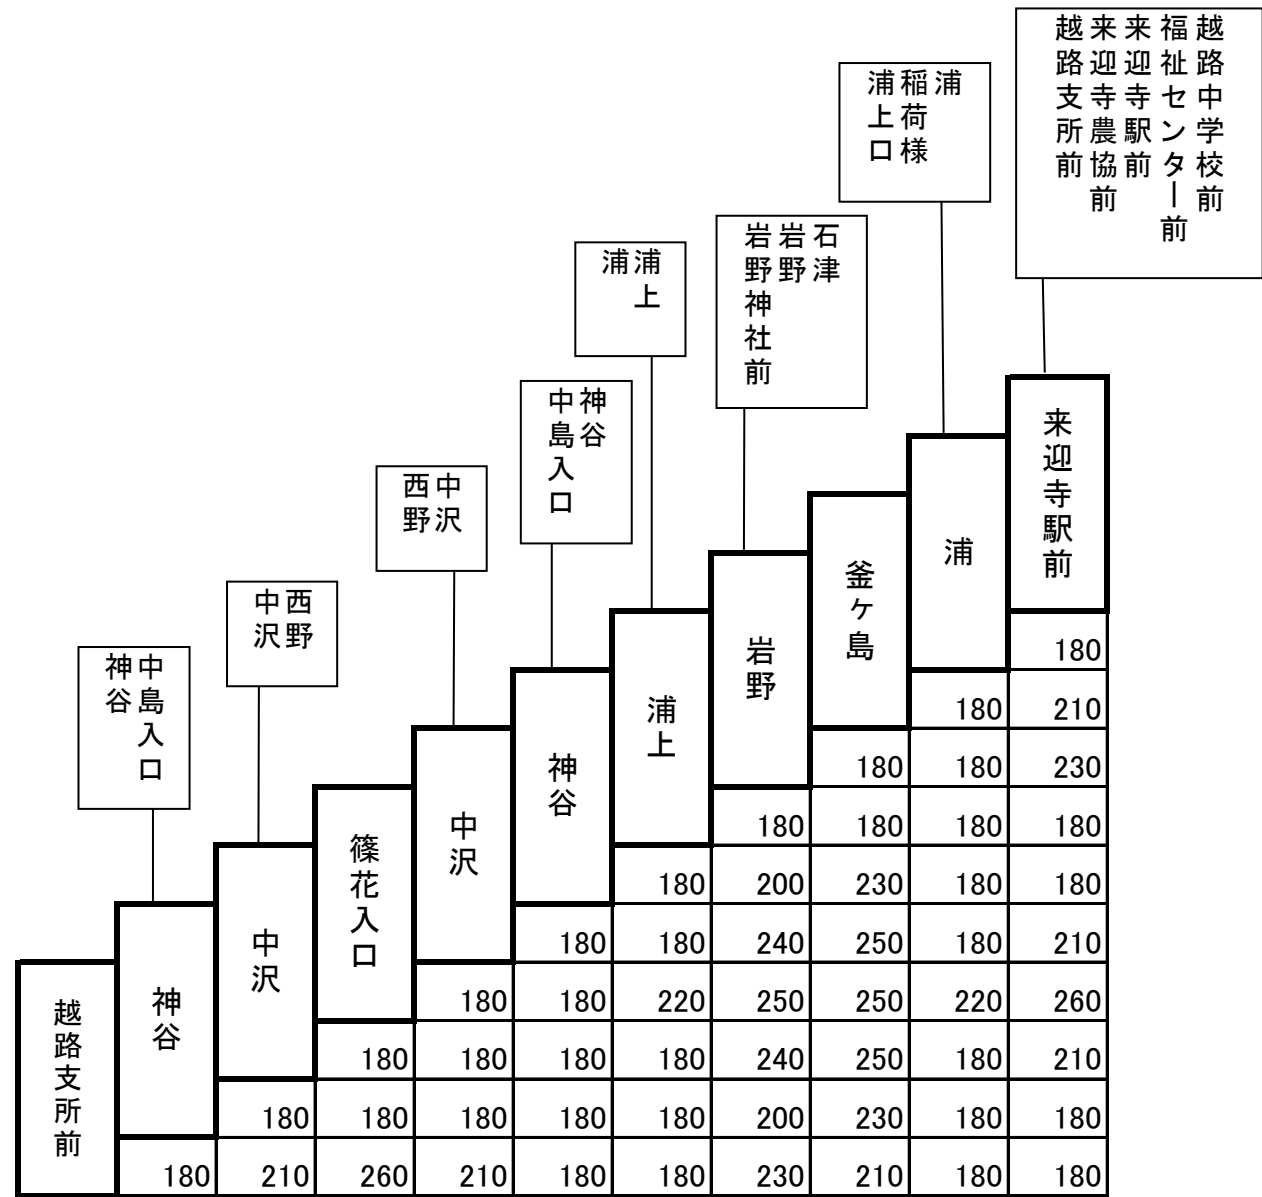 越路中学校前
福祉センター前
来迎寺駅前
来迎寺農協前
越路支所前
浦
稲荷様
浦上口
石津
岩野
岩野神社前
浦上
浦
神谷
中島入口
中沢
西野
西野
中沢
中島入口
神谷
来迎寺駅前
浦
釜ヶ島
岩野
浦上
神谷
中沢
篠花入口
中沢
神谷
越路支所前
180
180 210
180 180 230
180 180 180 180
180 200 230 180 180
180 180 240 250 180 210
180 180 220 250 250 220 260
180 180 180 180 240 250 180 210
180 180 180 180 180 200 230 180 180
180 210 260 210 180 180 230 210 180 180